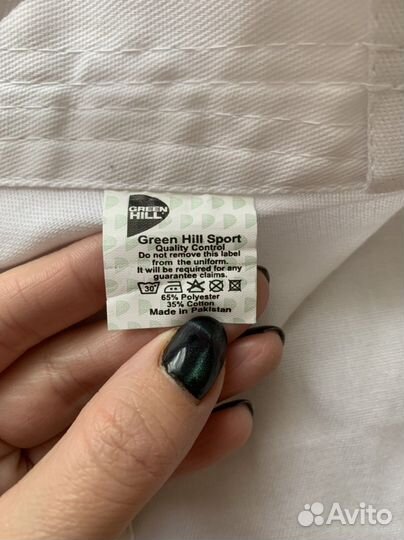 GREEN
HILL
Green Hill Sport
Quality Control
Do not remove this label
from the uniform.
It will be required for any
guarantee claims.
30
65% Polyester
35% Cotton
Made in Pakistan
Avito